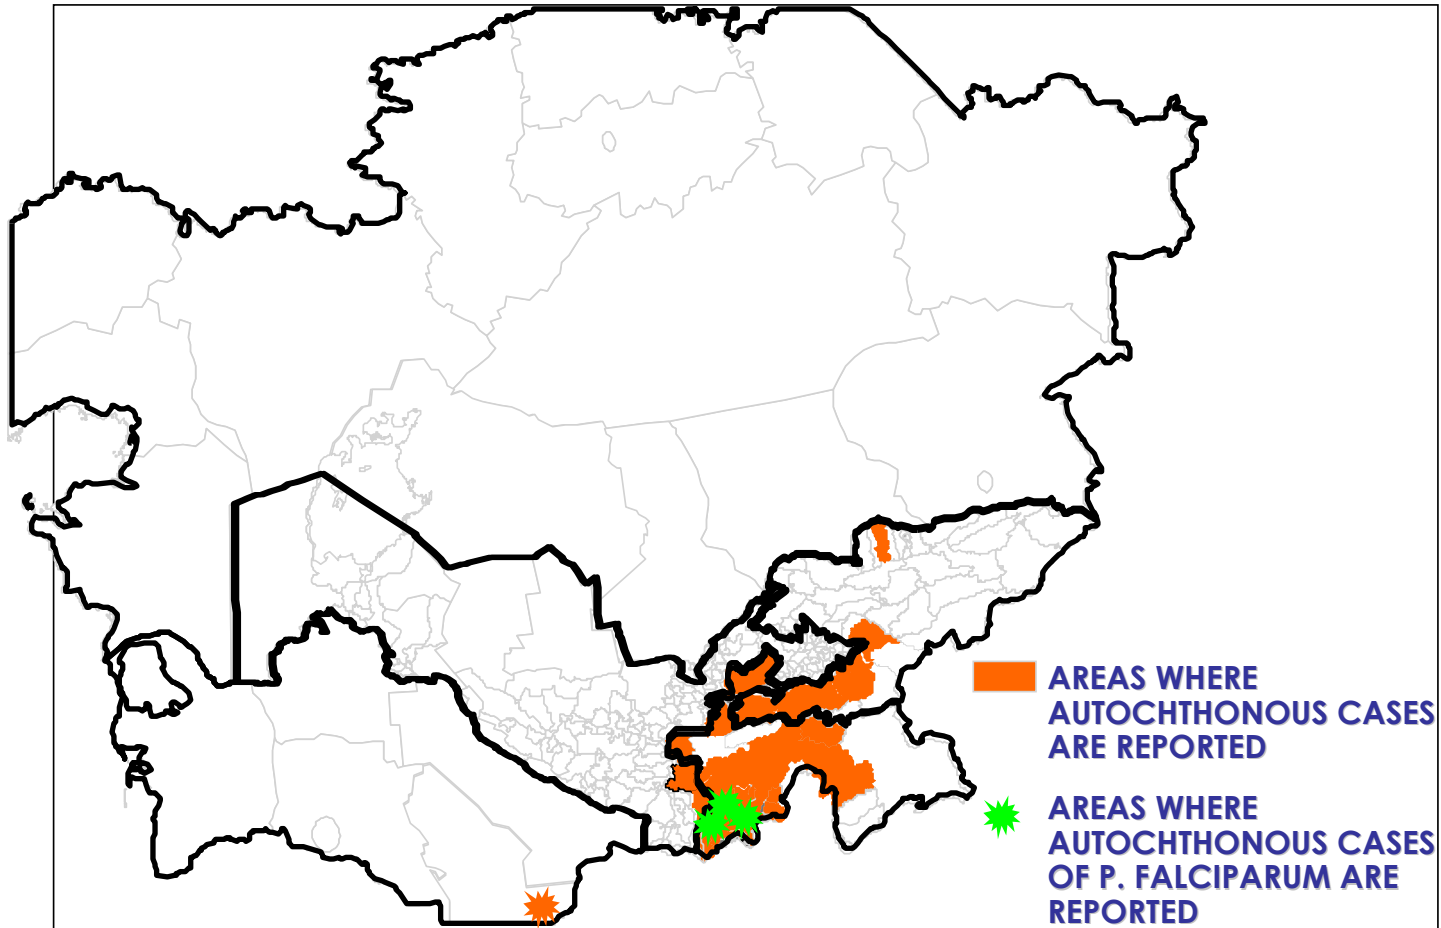 AREAS WHERE
AUTOCHTHONOUS CASES
ARE REPORTED
AREAS WHERE
AUTOCHTHONOUS CASES
OF P. FALCIPARUM ARE
REPORTED